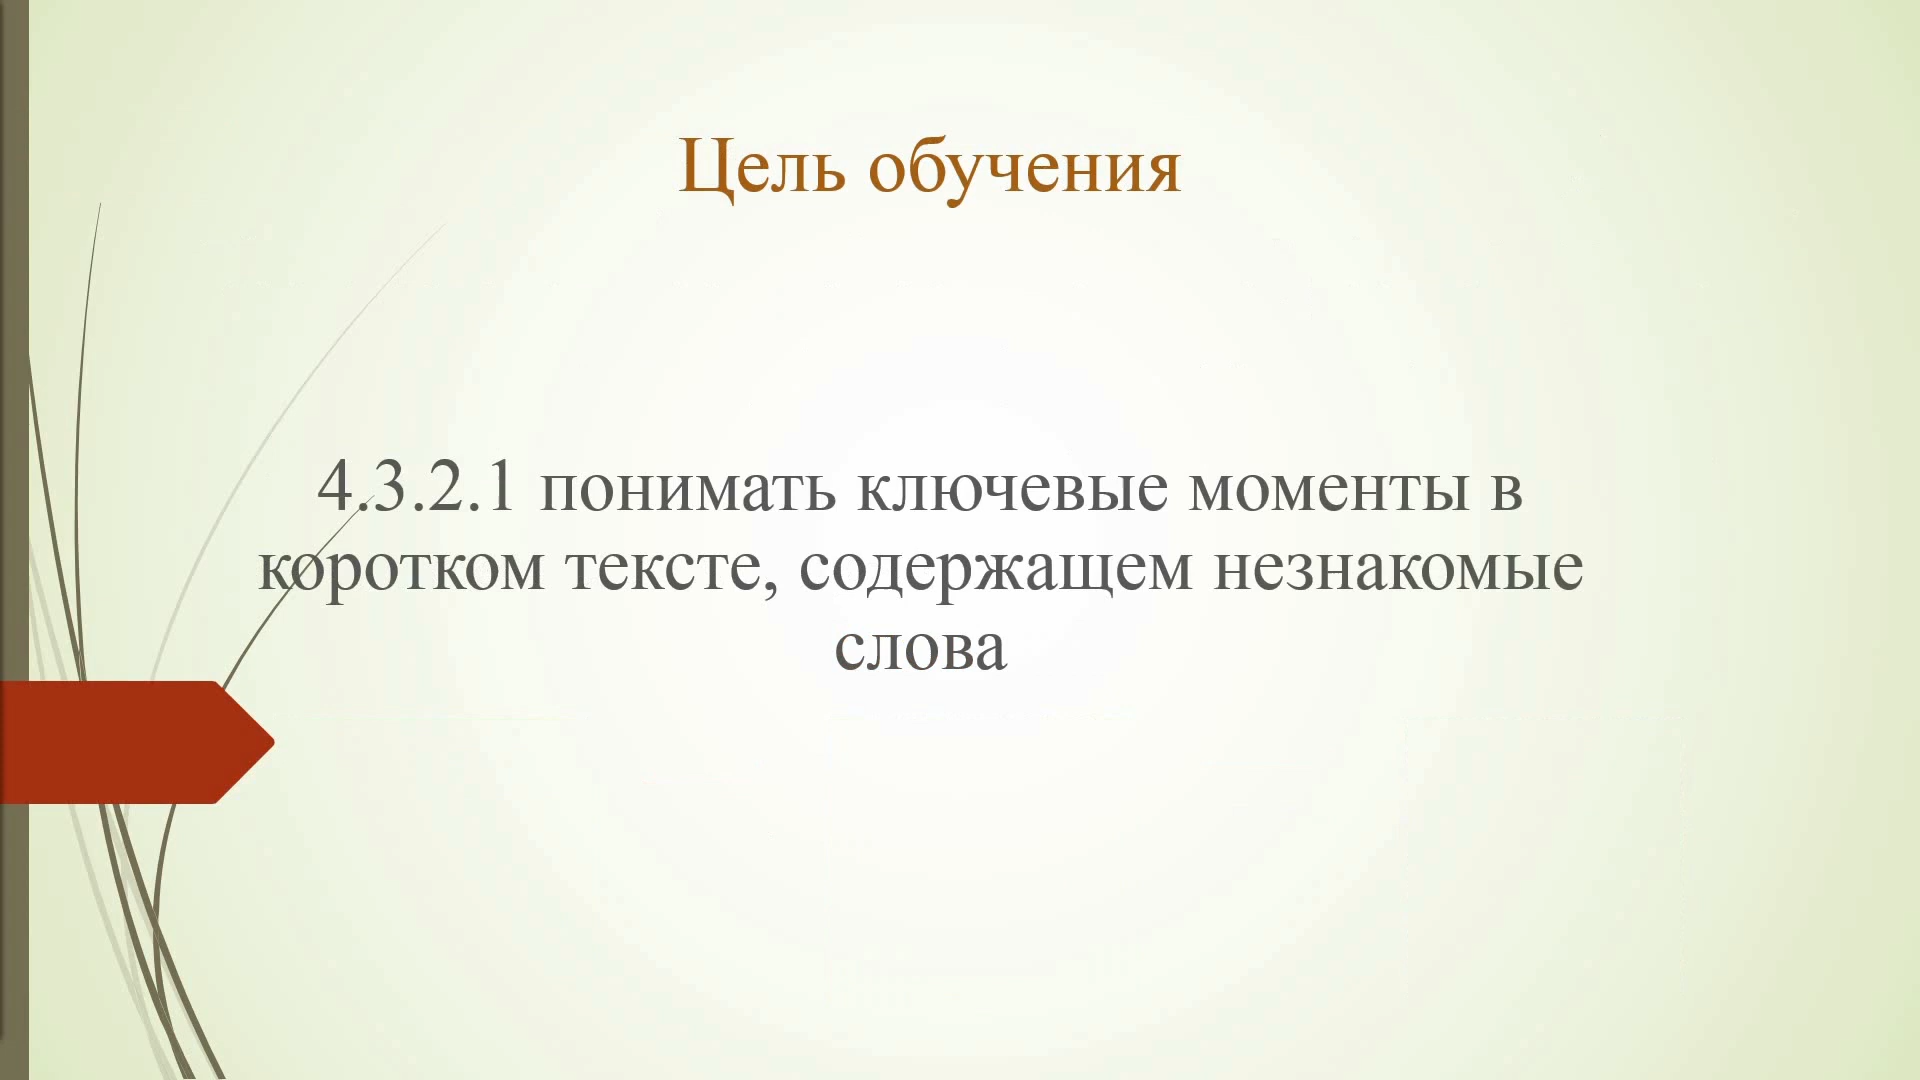 Цель обучения
4.3.2.1 понимать ключевые моменты в
коротком тексте, содержащем незнакомые
слова